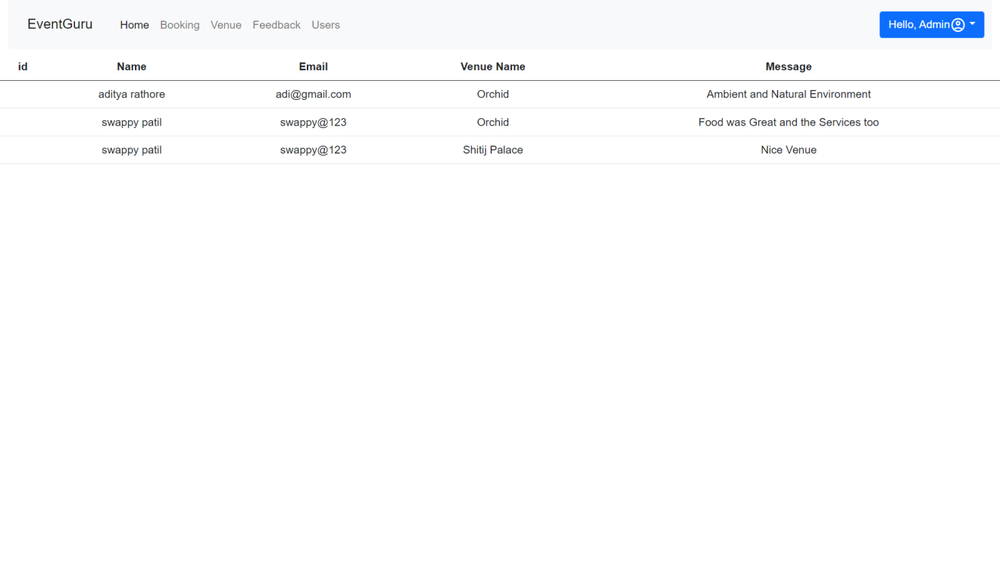 EventGuru Home Booking Venue Feedback Users Hello, Admin
id Name Email Venue Name Message
aditya rathore adi@gmail.com Orchid Ambient and Natural Environment
swappy patil swappy@123 Orchid Food was Great and the Services too
swappy patil swappy@123 Shitij Palace Nice Venue